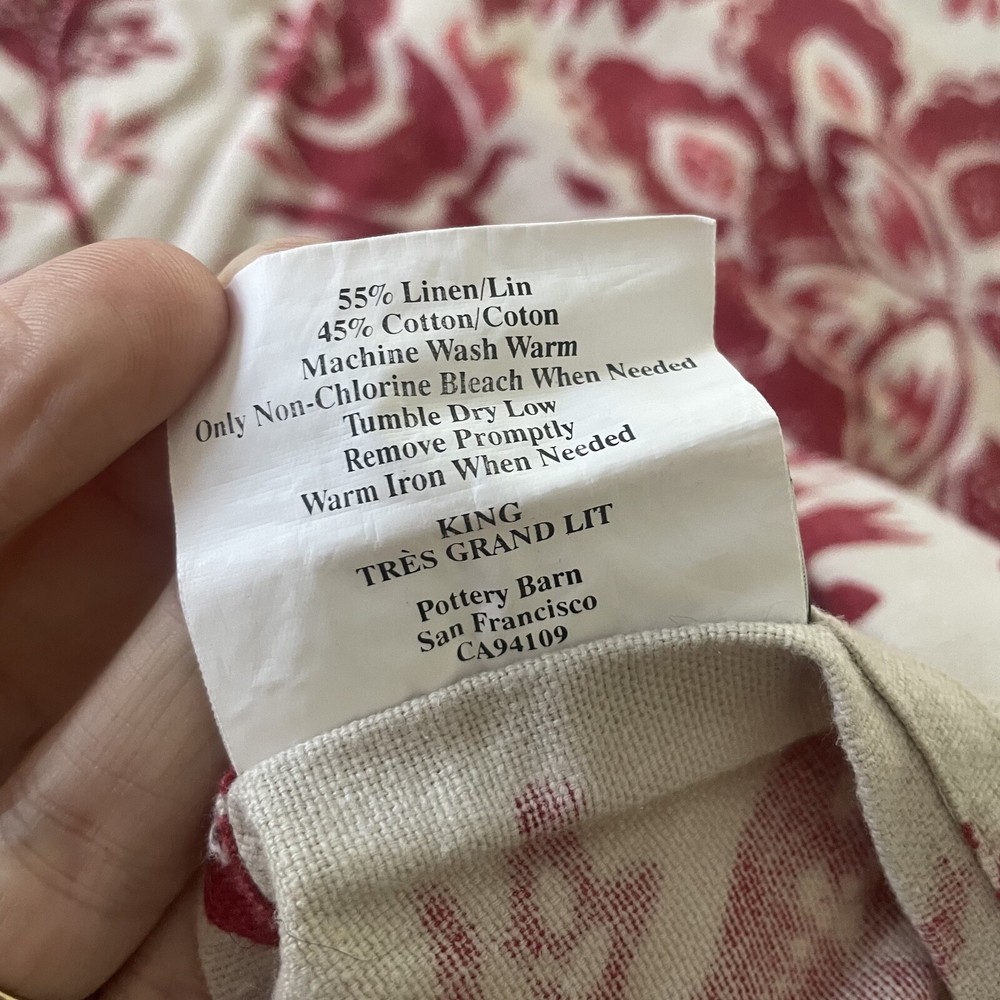 55% Linen/Lin
45% Cotton/Coton
Machine Wash Warm
Only Non-Chlorine Bleach When Needed
Tumble Dry Low
Remove Promptly
Warm Iron When Needed
KING
TRÈS GRAND LIT
Pottery Barn
San Francisco
CA94109